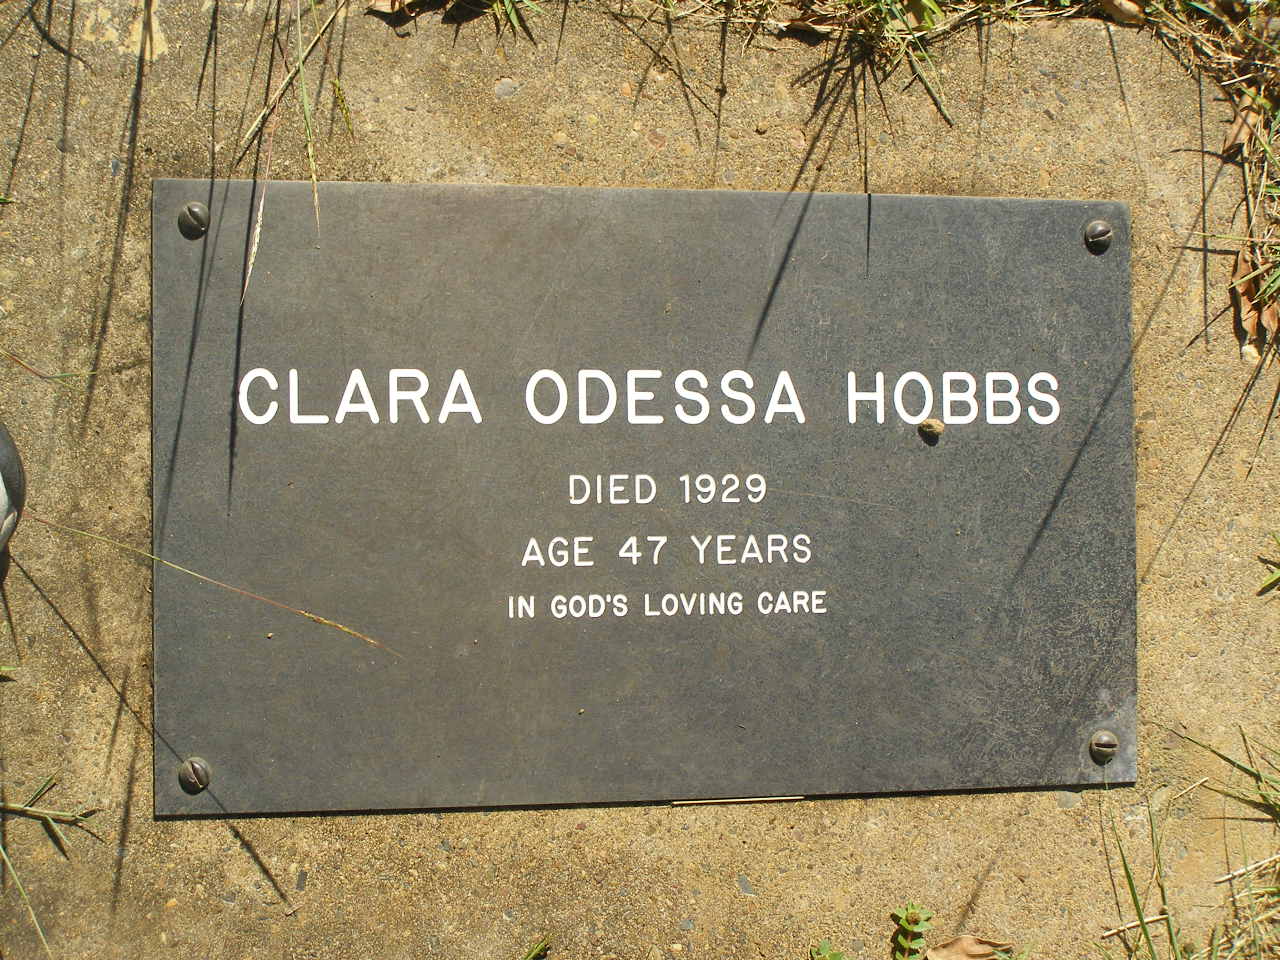 CLARA ODESSA HOBBS
DIED 1929
AGE 47 YEARS
IN GOD'S LOVING CARE